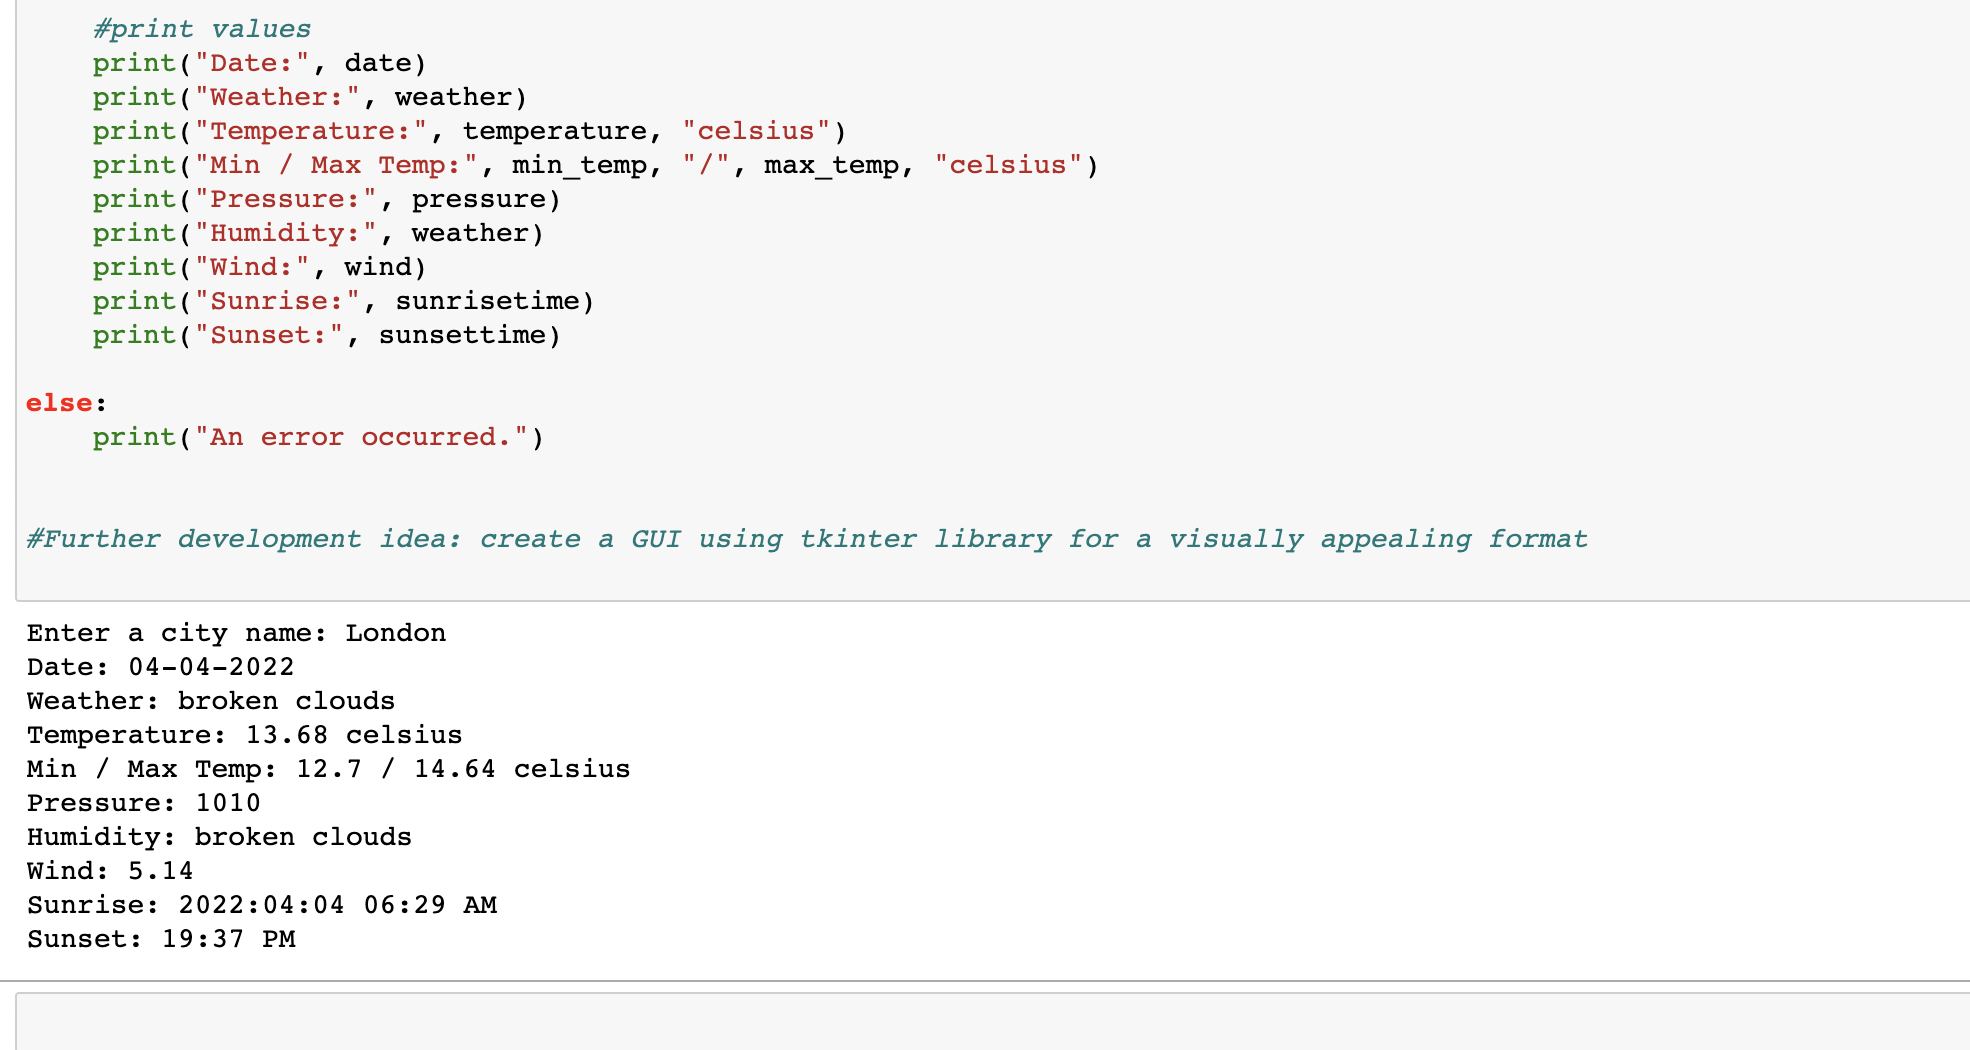 #print values
print("Date:", date)
print("Weather:", weather)
print("Temperature:", temperature, "celsius")
print("Min / Max Temp:", min_temp, "/", max_temp, "celsius")
print("Pressure:", pressure)
print("Humidity:", weather)
print("Wind:", wind)
print("Sunrise:", sunrisetime)
print("Sunset:", sunsettime)
else:
print("An error occurred.")
#Further development idea: create a GUI using tkinter library for a visually appealing format
Enter a city name: London
Date: 04-04-2022
Weather: broken clouds
Temperature: 13.68 celsius
Min / Max Temp: 12.7 / 14.64 celsius
Pressure: 1010
Humidity: broken clouds
Wind: 5.14
Sunrise: 2022:04:04 06:29 AM
Sunset: 19:37 PM